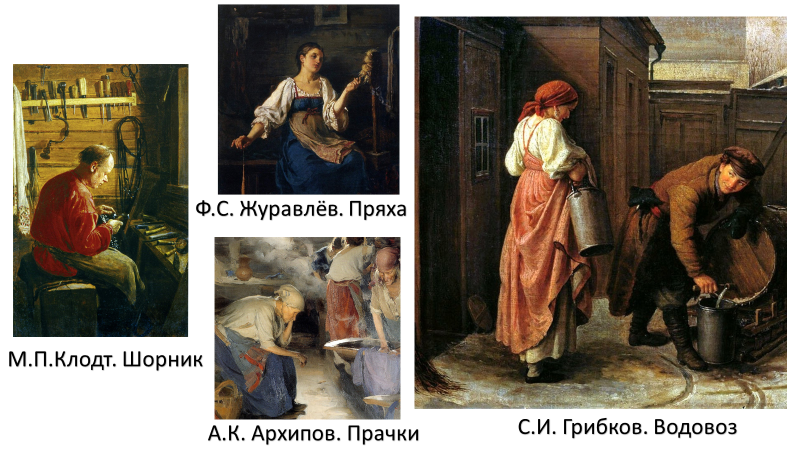 Ф.С. Журавлёв. Пряха
М.П.Клодт. Шорник
А.К. Архипов. Прачки
С.И. Грибков. Водовоз